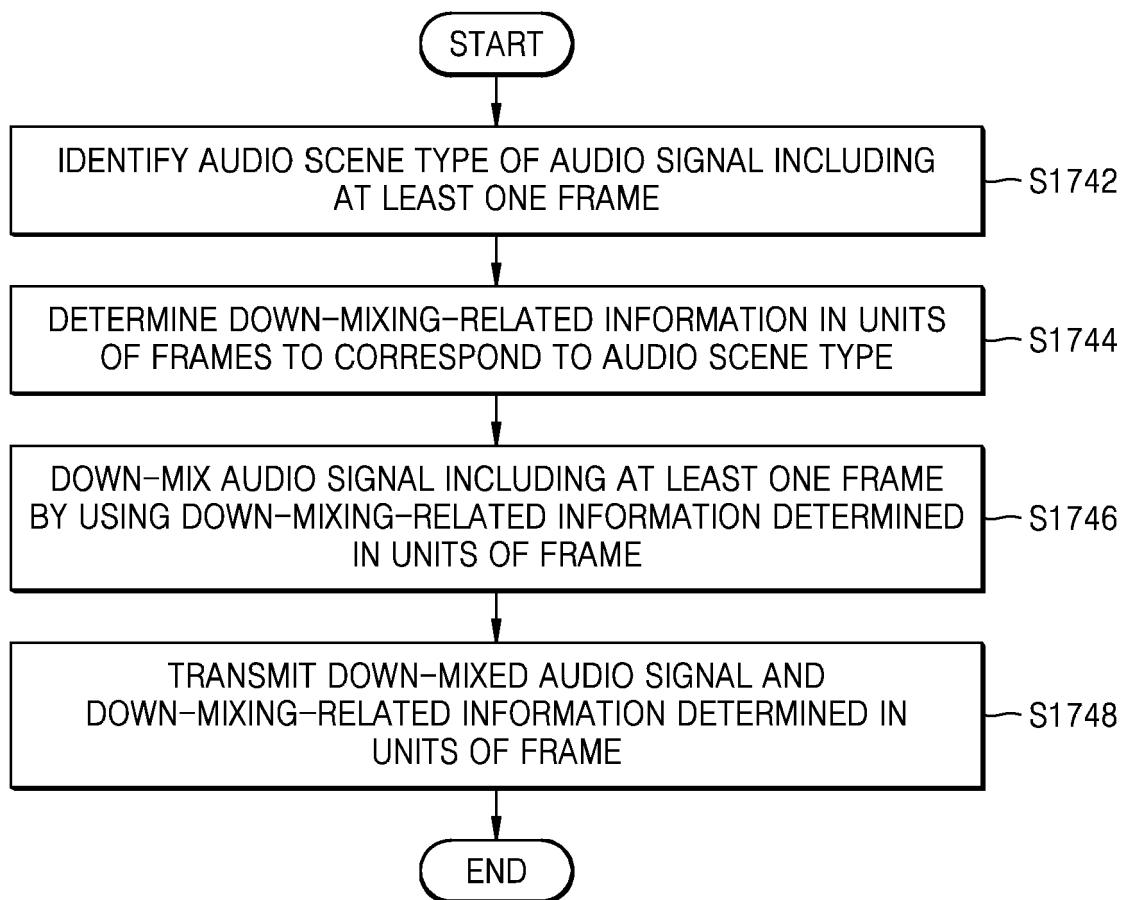 START
IDENTIFY AUDIO SCENE TYPE OF AUDIO SIGNAL INCLUDING
AT LEAST ONE FRAME
S1742
DETERMINE DOWN-MIXING-RELATED INFORMATION IN UNITS
OF FRAMES TO CORRESPOND TO AUDIO SCENE TYPE
S1744
DOWN-MIX AUDIO SIGNAL INCLUDING AT LEAST ONE FRAME
BY USING DOWN-MIXING-RELATED INFORMATION DETERMINED
IN UNITS OF FRAME
S1746
TRANSMIT DOWN-MIXED AUDIO SIGNAL AND
DOWN-MIXING-RELATED INFORMATION DETERMINED IN
UNITS OF FRAME
S1748
END